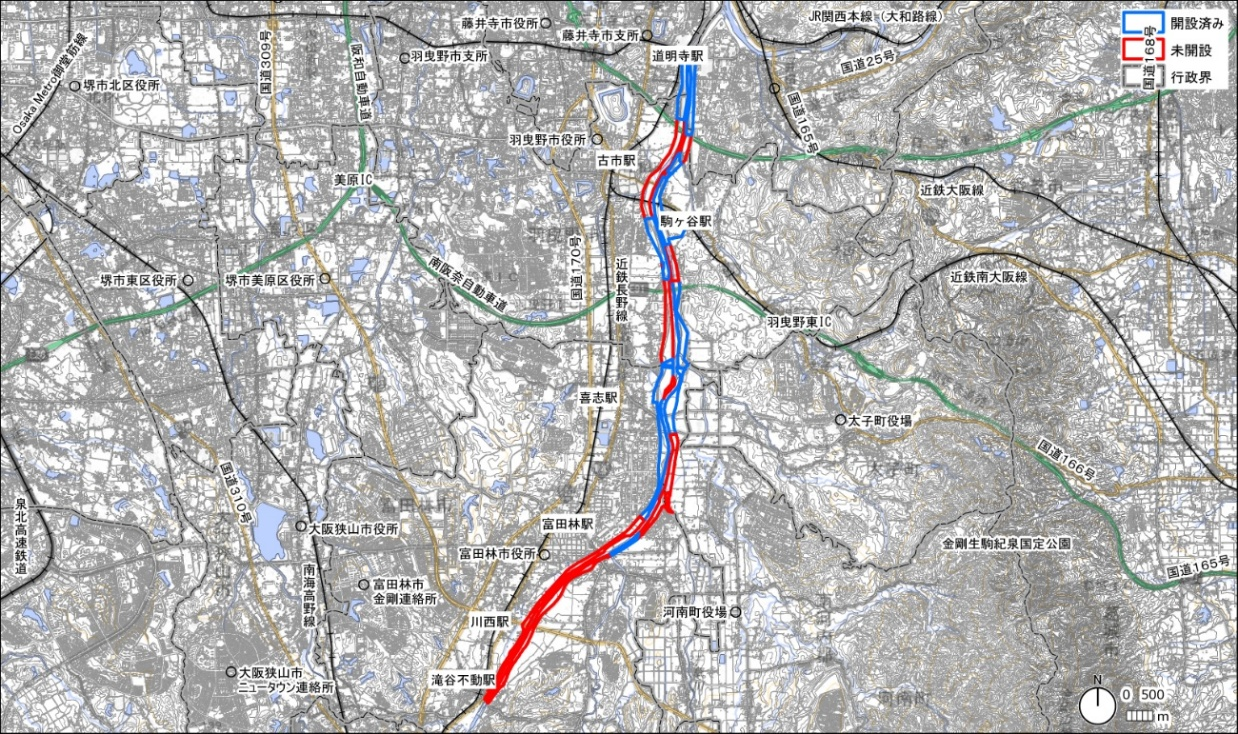 藤井寺市役所
JR関西本線（大和路線）
開設済み
藤井寺市支所
国道168号
未開設
行政界
Osaka Metro御堂筋線
国道309号
阪和自動車道
羽曳野市支所
道明寺駅
国道25号
堺市北区役所
国道165号
羽曳野市役所
古市駅
美原IC
近鉄大阪線
駒ヶ谷駅
堺市東区役所
堺市美原区役所
南阪奈自動車道
国道170号
近鉄長野線
近鉄南大阪線
羽曳野東IC
喜志駅
太子町役場
国道166号
国道310号
泉北高速鉄道
大阪狭山市役所
富田林駅
富田林市役所
金剛生駒紀泉国定公園
国道165号
南海高野線
富田林市
金剛連絡所
川西駅
河南町役場
大阪狭山市
ニュータウン連絡所
滝谷不動駅
N
0 500
m